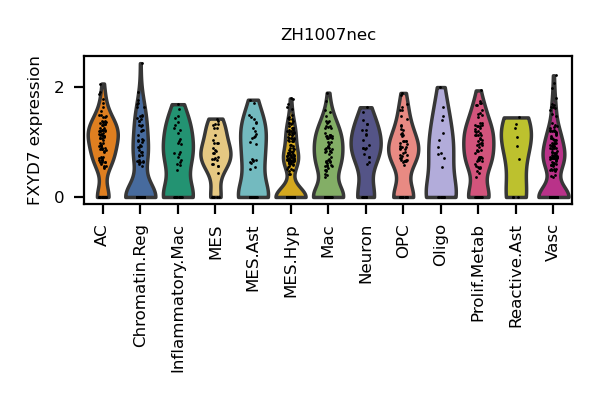 ZH1007nec
FXYD7 expression
2
0
AC
Chromatin.Reg
Inflammatory.Mac
MES
MES.Ast
MES.Hyp
Mac
Neuron
OPC
Oligo
Prolif.Metab
Reactive.Ast
Vasc